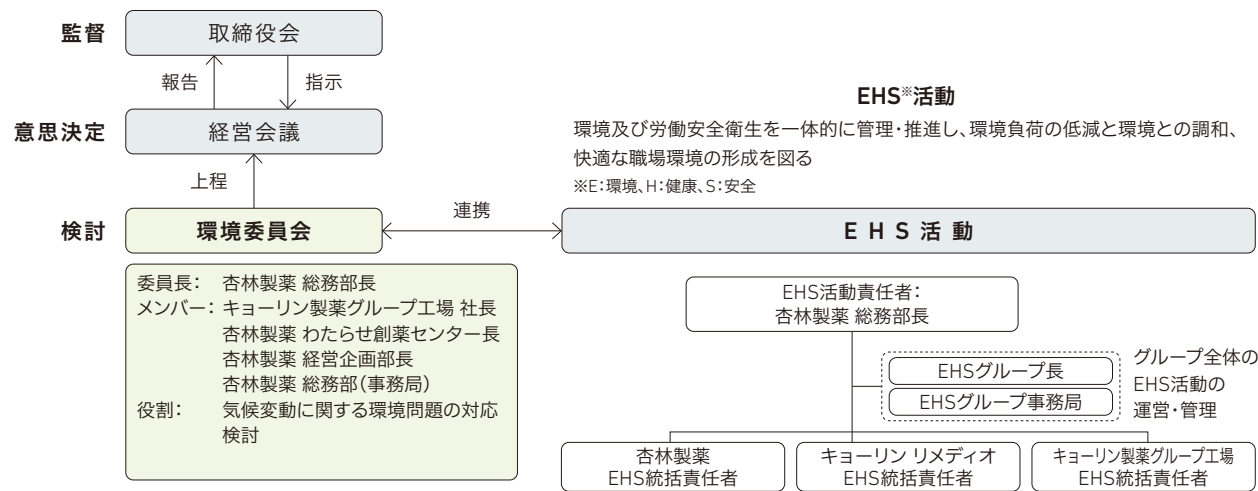 監督
取締役会
報告
指示
意思決定
経営会議
上程
検討
環境委員会
連携
委員長： 杏林製薬 総務部長
メンバー： キョーリン製薬グループ工場 社長
杏林製薬 わたらせ創薬センター長
杏林製薬 経営企画部長
杏林製薬 総務部（事務局）
役割： 気候変動に関する環境問題の対応
検討
EHS※活動
環境及び労働安全衛生を一体的に管理・推進し、環境負荷の低減と環境との調和、
快適な職場環境の形成を図る
※E：環境、H：健康、S：安全
EHS活動
EHS活動責任者：
杏林製薬 総務部長
EHSグループ長
EHSグループ事務局
グループ全体の
EHS活動の
運営・管理
杏林製薬
EHS統括責任者
キョーリン リメディオ
EHS統括責任者
キョーリン製薬グループ工場
EHS統括責任者